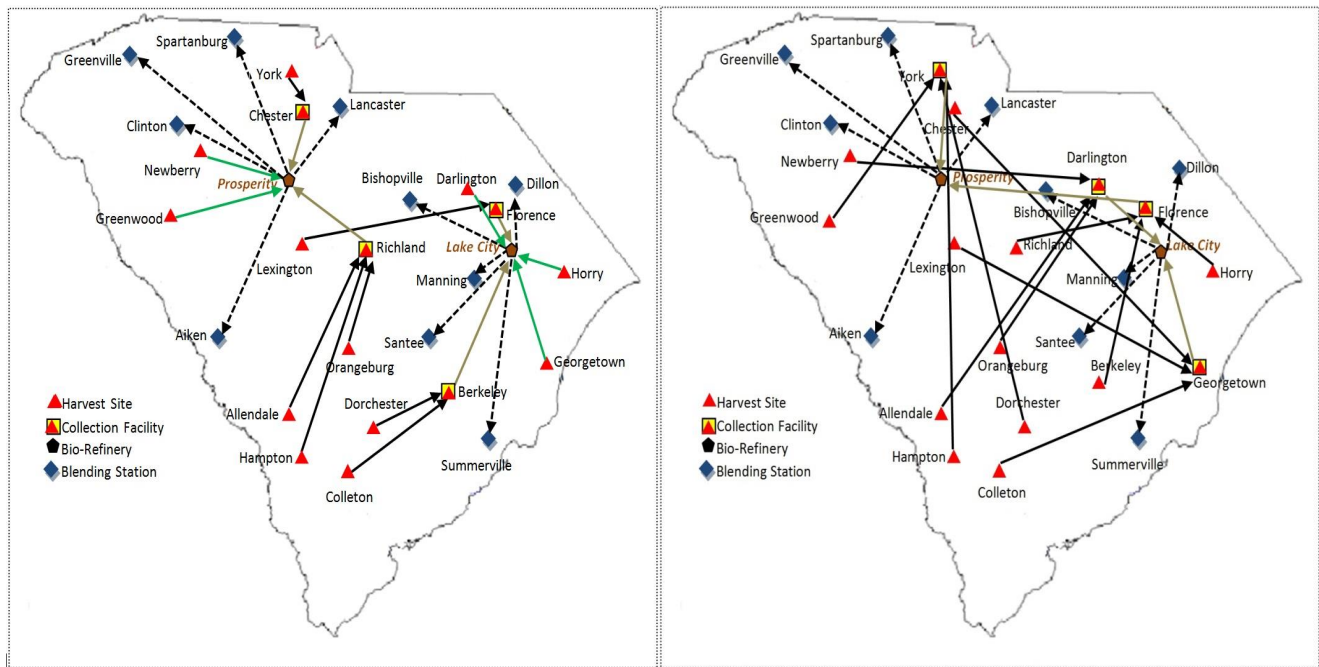 Spartanburg
Greenville
York
Chester
Lancaster
Clinton
Newberry
Prosperity
Bishopville
Darlington
Dillon
Greenwood
Florence
Lexington
Richland
Lake City
Manning
Horry
Aiken
Santee
Orangeburg
Georgetown
Allendale
Dorchester
Berkeley
Hampton
Colleton
Summerville
Harvest Site
Collection Facility
Bio-Refinery
Blending Station
Spartanburg
Greenville
York
Lancaster
Clinton
Chester
Newberry
Darlington
Prosperity
Dillon
Bishopville
Greenwood
Florence
Richland
Lake City
Lexington
Manning
Horry
Aiken
Santee
Orangeburg
Berkeley
Georgetown
Allendale
Dorchester
Hampton
Summerville
Colleton
Harvest Site
Collection Facility
Bio-Refinery
Blending Station